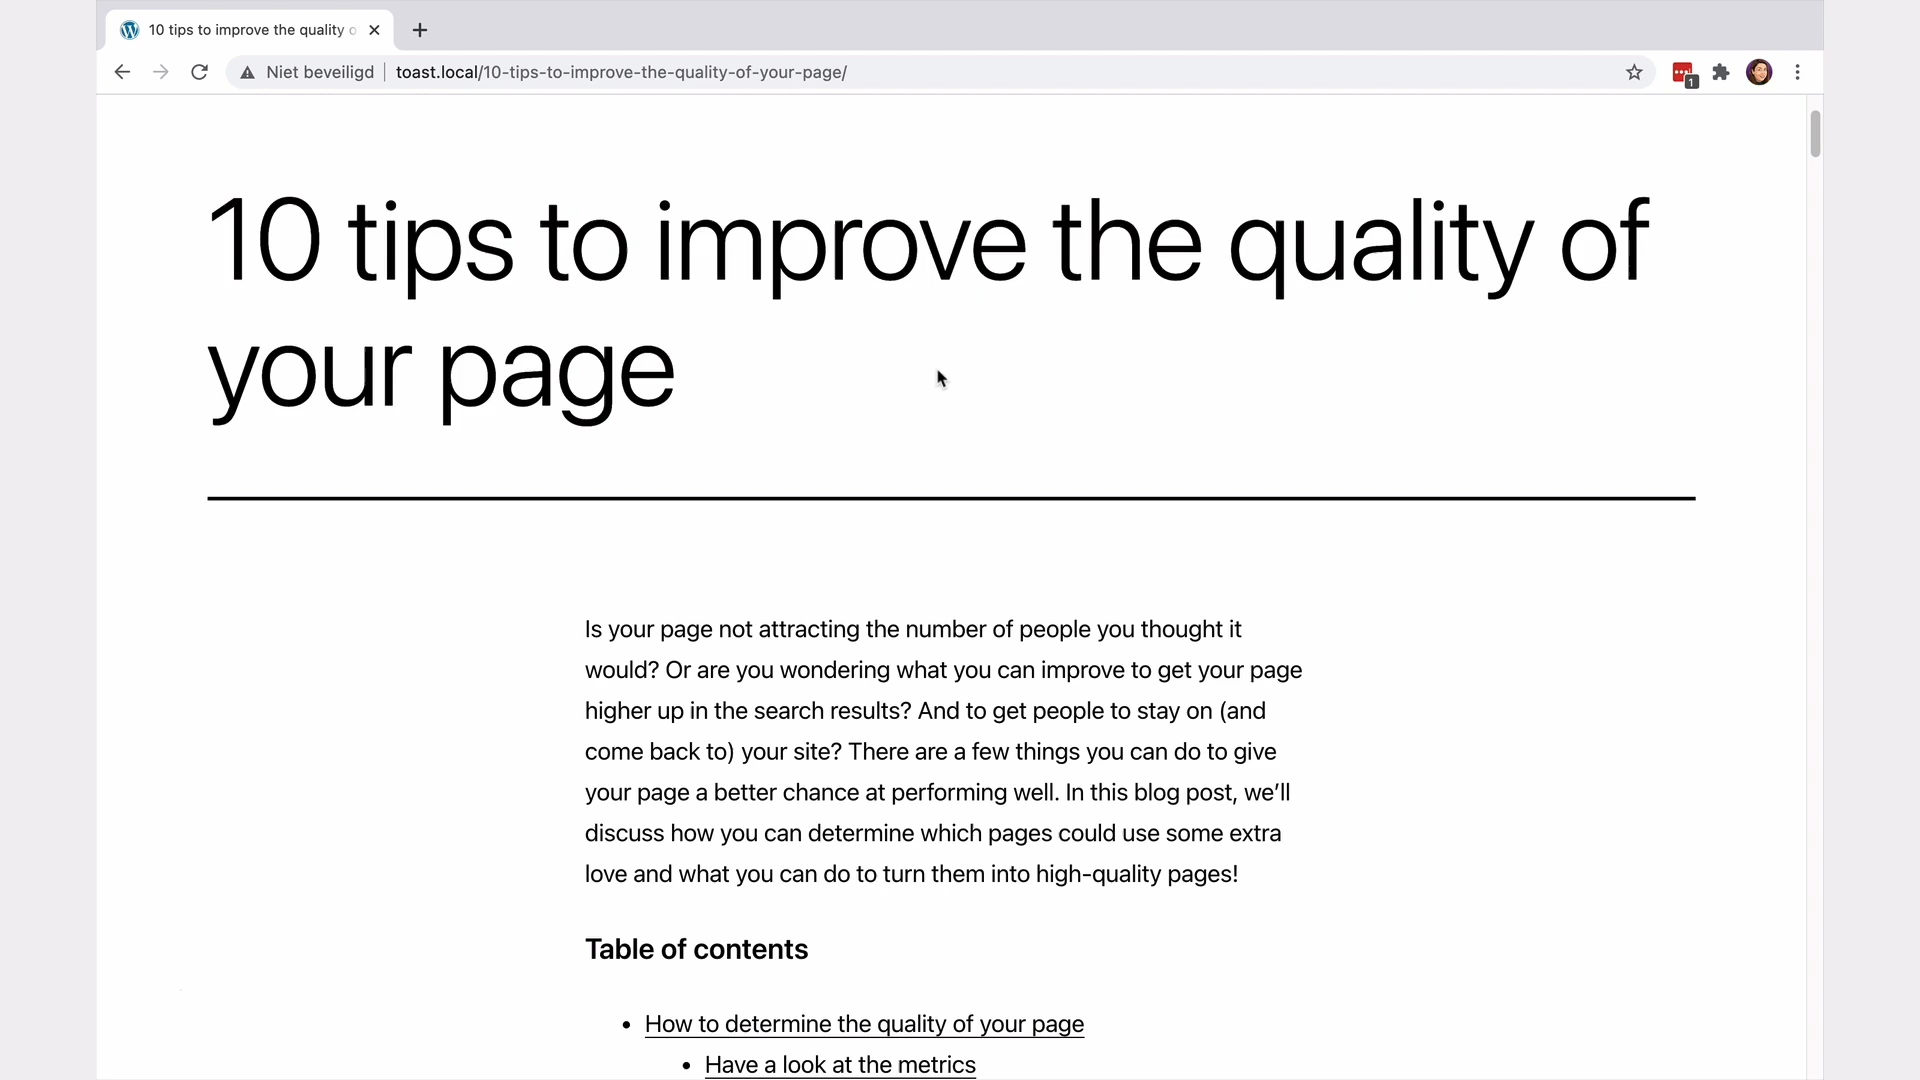 10 tips to improve the quality o
Niet beveiligd
toast.local/10-tips-to-improve-the-quality-of-your-page/
1
10 tips to improve the quality of
your page
Is your page not attracting the number of people you thought it
would? Or are you wondering what you can improve to get your page
higher up in the search results? And to get people to stay on (and
come back to) your site? There are a few things you can do to give
your page a better chance at performing well. In this blog post, we’ll
discuss how you can determine which pages could use some extra
love and what you can do to turn them into high-quality pages!
Table of contents
• How to determine the quality of your page
• Have a look at the metrics